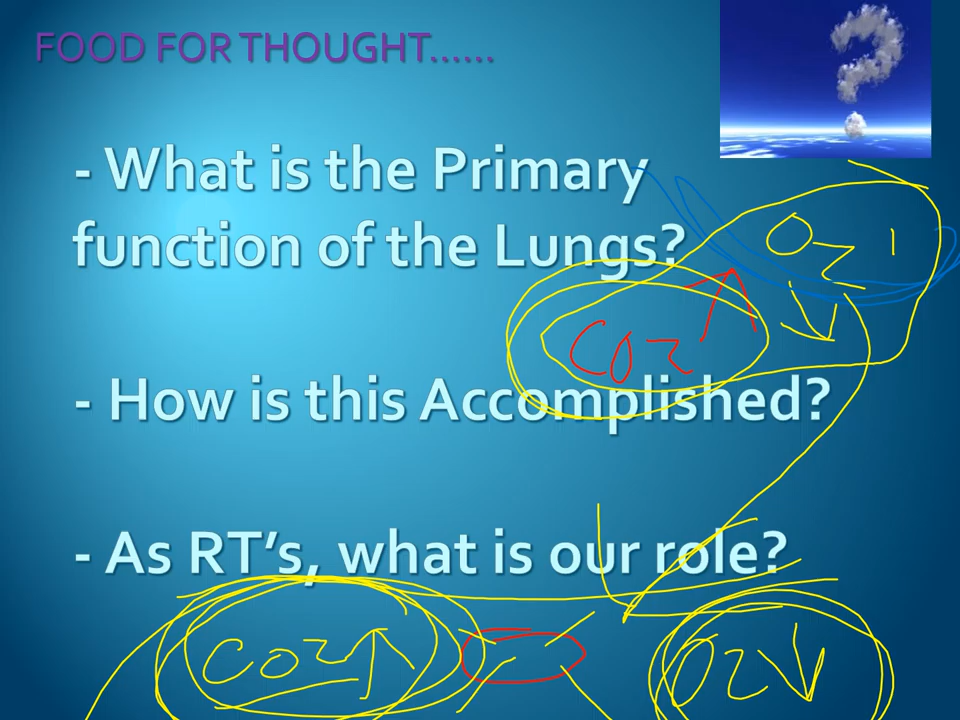 FOOD FOR THOUGHT......
- What is the Primary
function of the Lungs?
O2
CO2
- How is this Accomplished?
- As RT's, what is our role?
CO2
O2